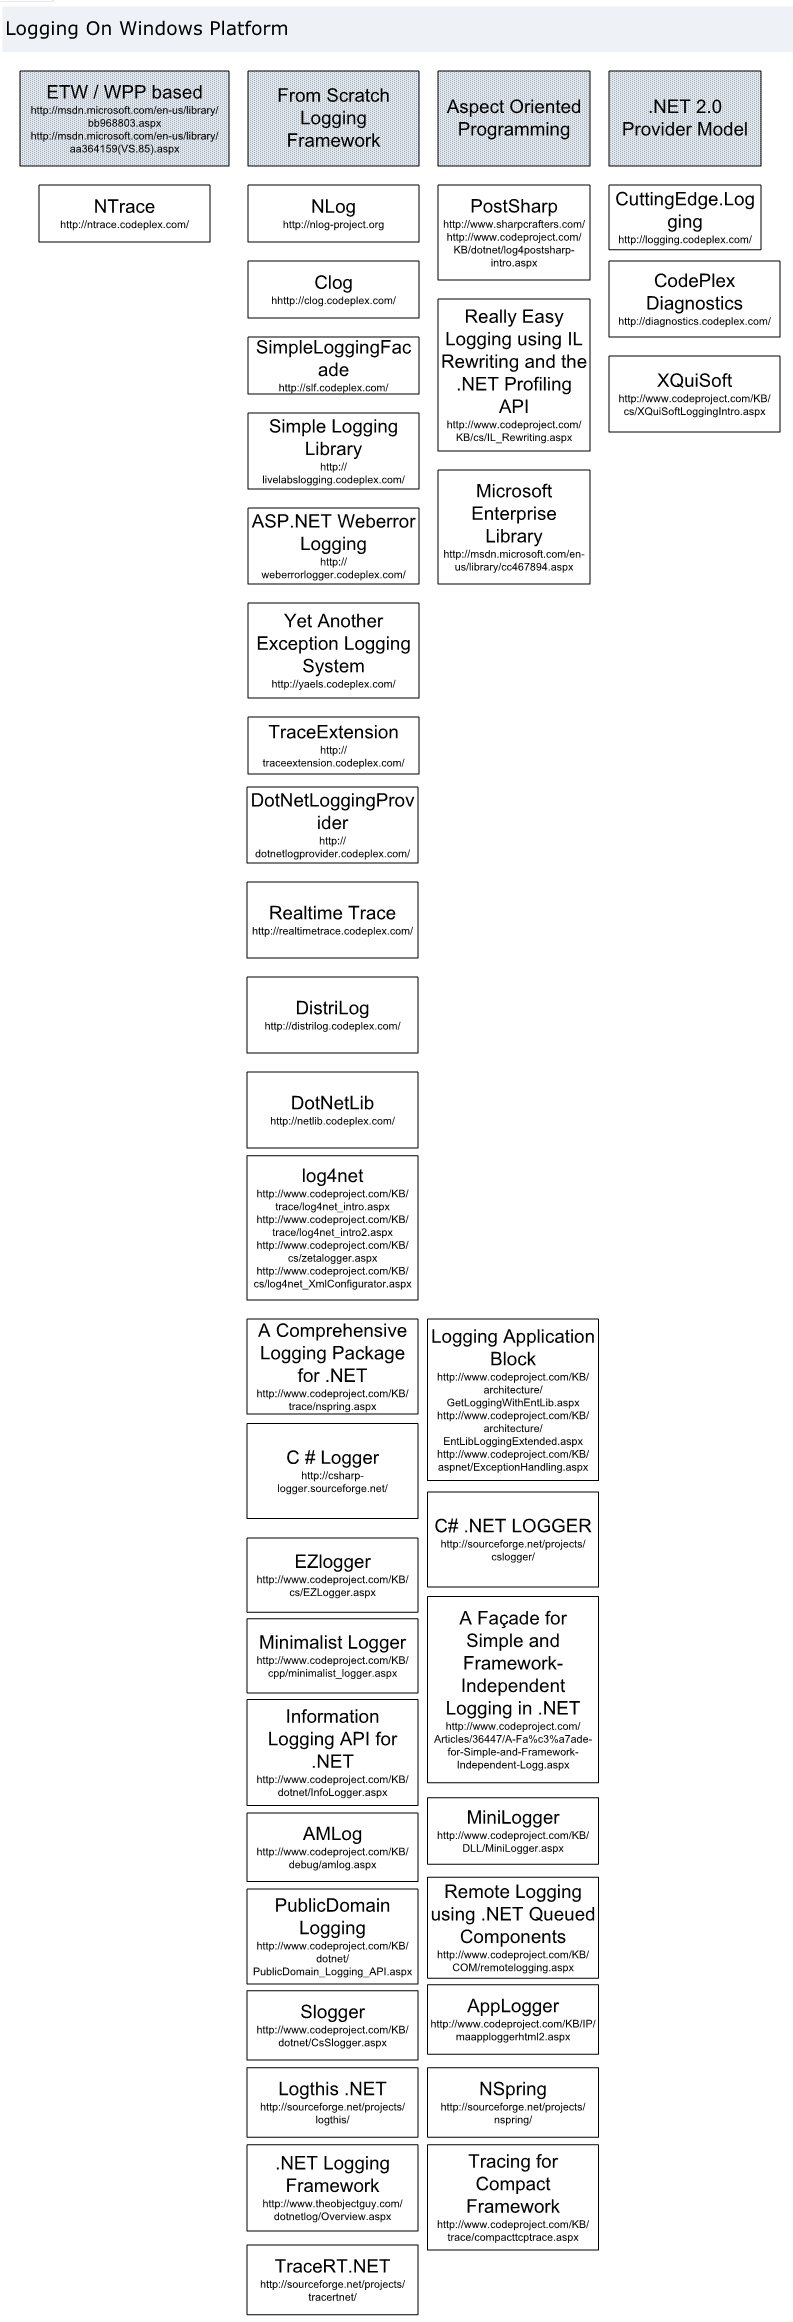 Logging On Windows Platform
ETW / WPP based
http://msdn.microsoft.com/en-us/library/
bb968803.aspx
http://msdn.microsoft.com/en-us/library/
aa364159(VS.85).aspx
From Scratch
Logging
Framework
Aspect Oriented
Programming
.NET 2.0
Provider Model
NTrace
http://ntrace.codeplex.com/
NLog
http://nlog-project.org
Clog
hhttp://clog.codeplex.com/
SimpleLoggingFac
ade
http://slf.codeplex.com/
Simple Logging
Library
http://
livelabslogging.codeplex.com/
ASP.NET Weberror
Logging
http://
weberrorlogger.codeplex.com/
Yet Another
Exception Logging
System
http://yaels.codeplex.com/
TraceExtension
http://
traceextension.codeplex.com/
DotNetLoggingProv
ider
http://
dotnetlogprovider.codeplex.com/
Realtime Trace
http://realtimetrace.codeplex.com/
DistriLog
http://distrilog.codeplex.com/
DotNetLib
http://netlib.codeplex.com/
log4net
http://www.codeproject.com/KB/
trace/log4net_intro.aspx
http://www.codeproject.com/KB/
trace/log4net_intro2.aspx
http://www.codeproject.com/KB/
cs/zetalogger.aspx
http://www.codeproject.com/KB/
cs/log4net_XmlConfigurator.aspx
A Comprehensive
Logging Package
for .NET
http://www.codeproject.com/KB/
trace/nspring.aspx
C # Logger
http://csharp-
logger.sourceforge.net/
EZlogger
http://www.codeproject.com/KB/
cs/EZLogger.aspx
Minimalist Logger
http://www.codeproject.com/KB/
cpp/minimalist_logger.aspx
Information
Logging API for
.NET
http://www.codeproject.com/KB/
dotnet/InfoLogger.aspx
AMLog
http://www.codeproject.com/KB/
debug/amlog.aspx
PublicDomain
Logging
http://www.codeproject.com/KB/
dotnet/
PublicDomain_Logging_API.aspx
Slogger
http://www.codeproject.com/KB/
dotnet/CsSlogger.aspx
Logthis .NET
http://sourceforge.net/projects/
logthis/
.NET Logging
Framework
http://www.theobjectguy.com/
dotnetlog/Overview.aspx
TraceRT.NET
http://sourceforge.net/projects/
tracertnet/
PostSharp
http://www.sharpcrafters.com/
http://www.codeproject.com/
KB/dotnet/log4postsharp-
intro.aspx
Really Easy
Logging using IL
Rewriting and the
.NET Profiling
API
http://www.codeproject.com/
KB/cs/IL_Rewriting.aspx
Microsoft
Enterprise
Library
http://msdn.microsoft.com/en-
us/library/cc467894.aspx
Logging Application
Block
http://www.codeproject.com/KB/
architecture/
GetLoggingWithEntLib.aspx
http://www.codeproject.com/KB/
architecture/
EntLibLoggingExtended.aspx
http://www.codeproject.com/KB/
aspnet/ExceptionHandling.aspx
C# .NET LOGGER
http://sourceforge.net/projects/
cslogger/
A Façade for
Simple and
Framework-
Independent
Logging in .NET
http://www.codeproject.com/
Articles/36447/A-Fa%c3%a7ade-
for-Simple-and-Framework-
Independent-Logg.aspx
MiniLogger
http://www.codeproject.com/KB/
DLL/MiniLogger.aspx
Remote Logging
using .NET Queued
Components
http://www.codeproject.com/KB/
COM/remotelogging.aspx
AppLogger
http://www.codeproject.com/KB/IP/
maapploggerhtml2.aspx
NSpring
http://sourceforge.net/projects/
nspring/
Tracing for
Compact
Framework
http://www.codeproject.com/KB/
trace/compacttcptrace.aspx
CuttingEdge.Log
ging
http://logging.codeplex.com/
CodePlex
Diagnostics
http://diagnostics.codeplex.com/
XQuiSoft
http://www.codeproject.com/KB/
cs/XQuiSoftLoggingIntro.aspx